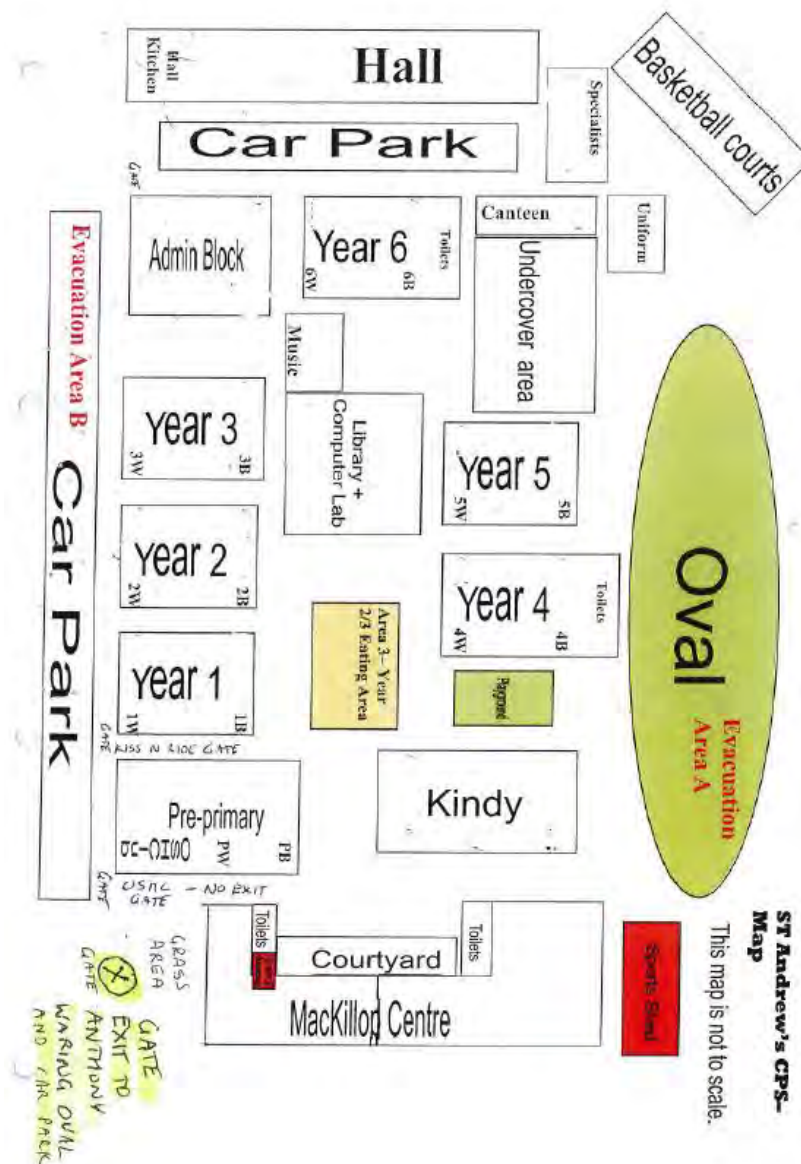 Hall
Hall
Kitchen
Car Park
Specialists
Basketball courts
GATE
Admin Block
Year 6
Toilets
6W
6B
Canteen
Uniform
Undercover area
Music
Evacuation Area B
Car Park
Year 3
3W
3B
Library +
Computer Lab
Year 5
5W
5B
Oval
Evacuation
Area A
Year 2
2W
2B
Year 4
Toilets
4W
4B
Area 3– Year
2/3 Eating Area
Playground
Year 1
1W
1B
GATE KISS N RIDE GATE
Pre-primary
PW
PB
Kindy
GATE
GATE – NO EXIT
ST Andrew's CPS–
Map
This map is not to scale.
Sports Shed
Toilets
Toilets
Courtyard
MacKillop Centre
GRASS
AREA
X
GATE
GATE
EXIT TO
ANTHONY
WARING OVAL
AND CAR PARK